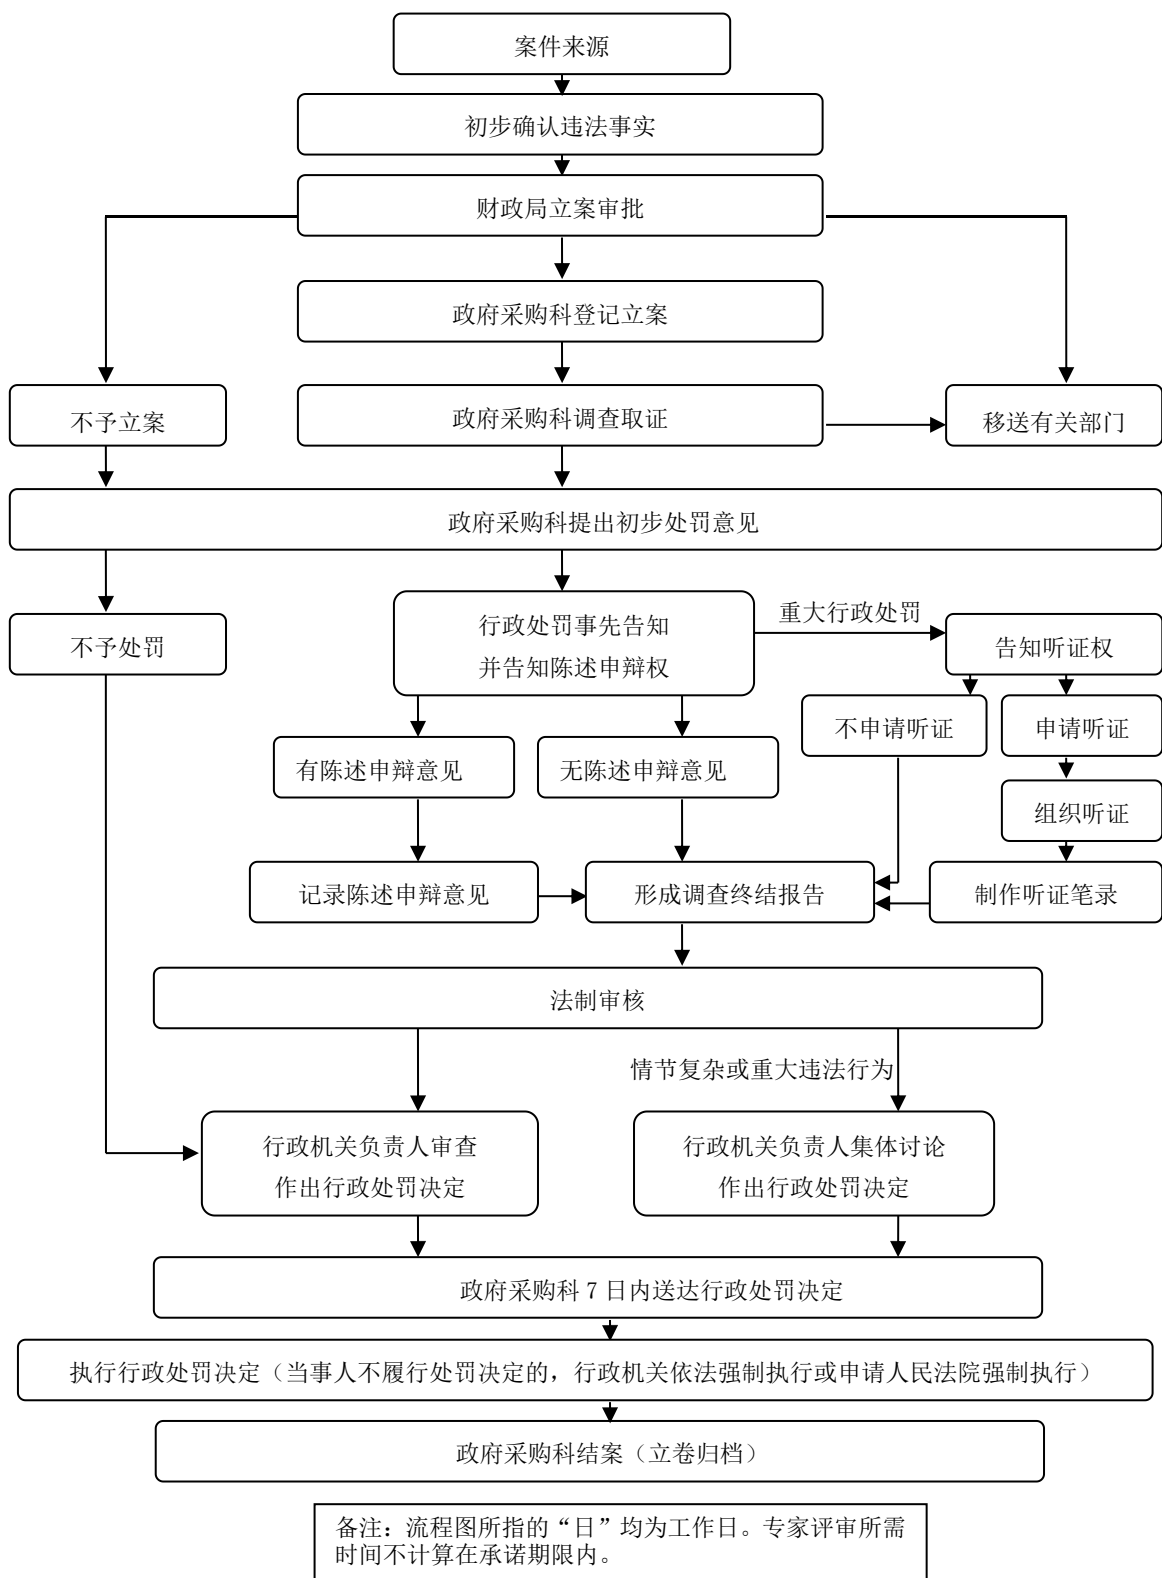 案件来源
初步确认违法事实
财政局立案审批
政府采购科登记立案
不予立案
政府采购科调查取证
移送有关部门
政府采购科提出初步处罚意见
不予处罚
行政处罚事先告知
并告知陈述申辩权
重大行政处罚
告知听证权
有陈述申辩意见
无陈述申辩意见
不申请听证
申请听证
组织听证
记录陈述申辩意见
形成调查终结报告
制作听证笔录
法制审核
情节复杂或重大违法行为
行政机关负责人审查
作出行政处罚决定
行政机关负责人集体讨论
作出行政处罚决定
政府采购科 7 日内送达行政处罚决定
执行行政处罚决定（当事人不履行处罚决定的，行政机关依法强制执行或申请人民法院强制执行）
政府采购科结案（立卷归档）
备注：流程图所指的“日”均为工作日。专家评审所需
时间不计算在承诺期限内。